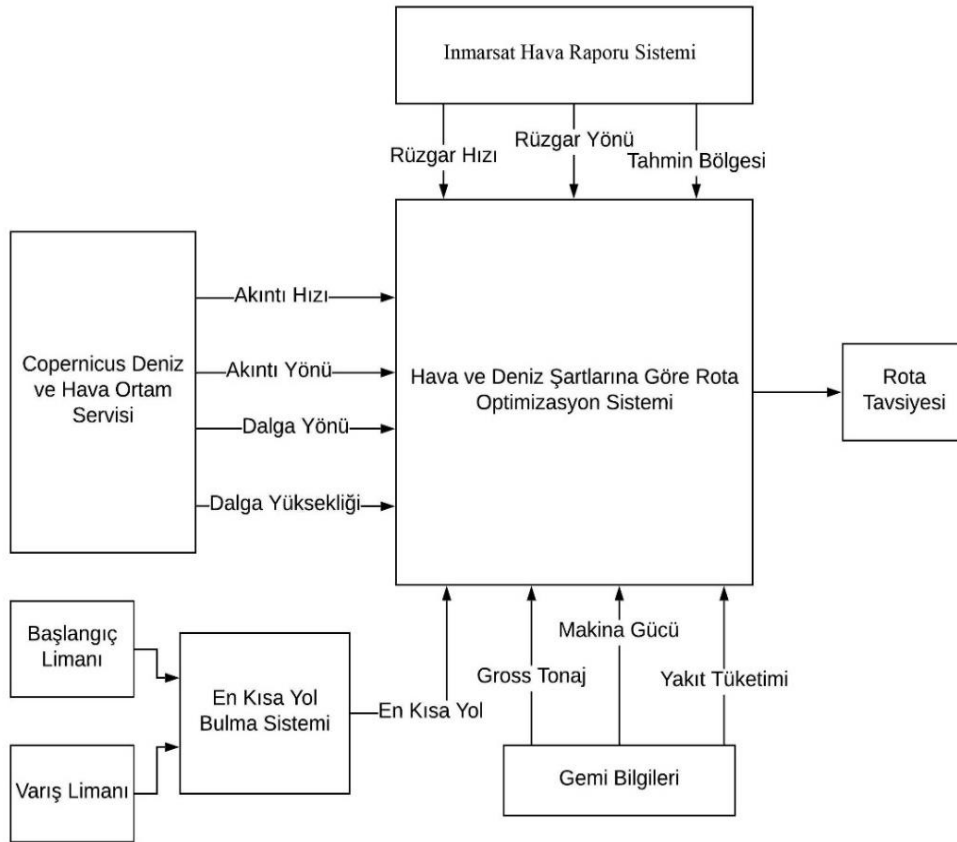 Inmarsat Hava Raporu Sistemi
Rüzgar Hızı
Rüzgar Yönü
Tahmin Bölgesi
Copernicus Deniz
ve Hava Ortam
Servisi
Akıntı Hızı
Akıntı Yönü
Dalga Yönü
Dalga Yüksekliği
Hava ve Deniz Şartlarına Göre Rota
Optimizasyon Sistemi
Rota
Tavsiyesi
Başlangıç
Limanı
Varış Limanı
En Kısa Yol
Bulma Sistemi
En Kısa Yol
Gross Tonaj
Makina Gücü
Yakıt Tüketimi
Gemi Bilgileri